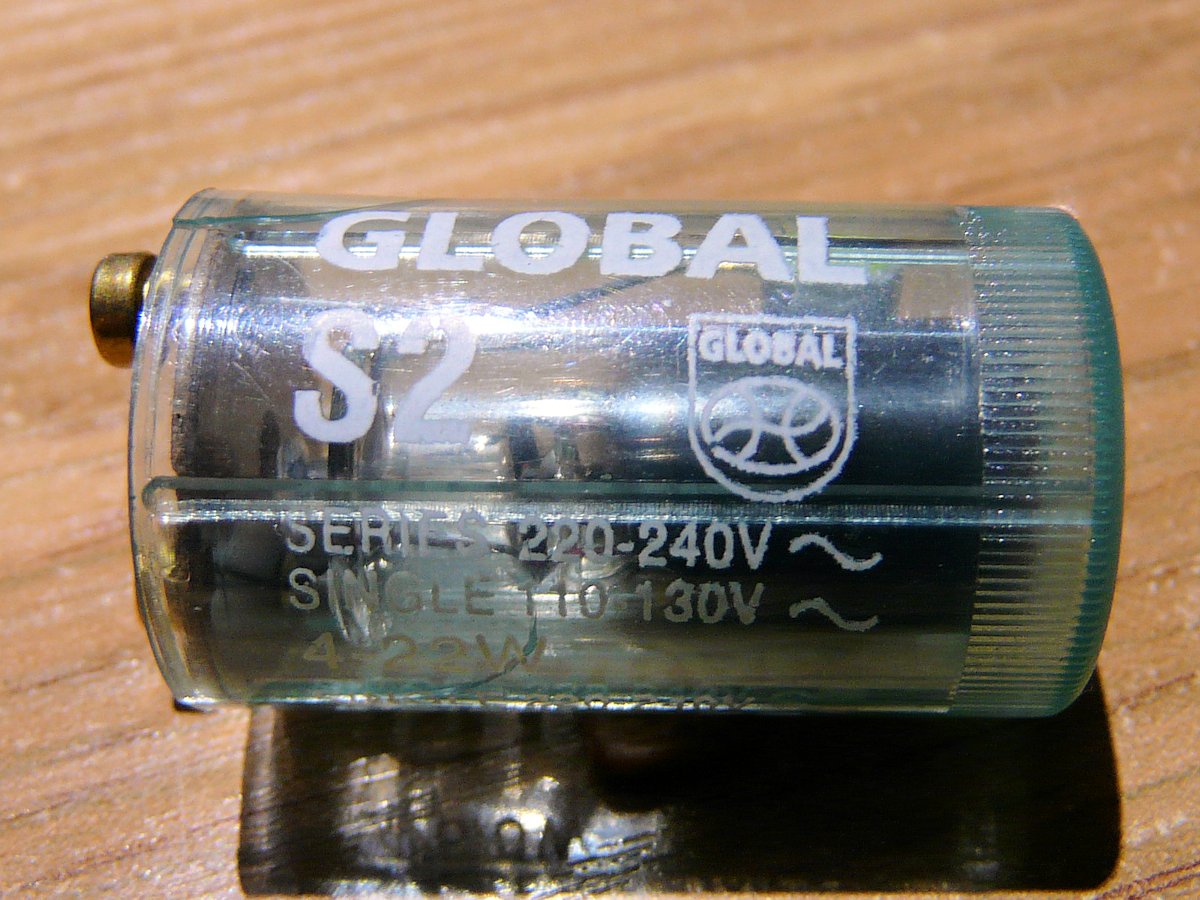 GLOBAL
S2
GLOBAL
SERIES 220-240V ~
SINGLE 110-130V ~
4-22W